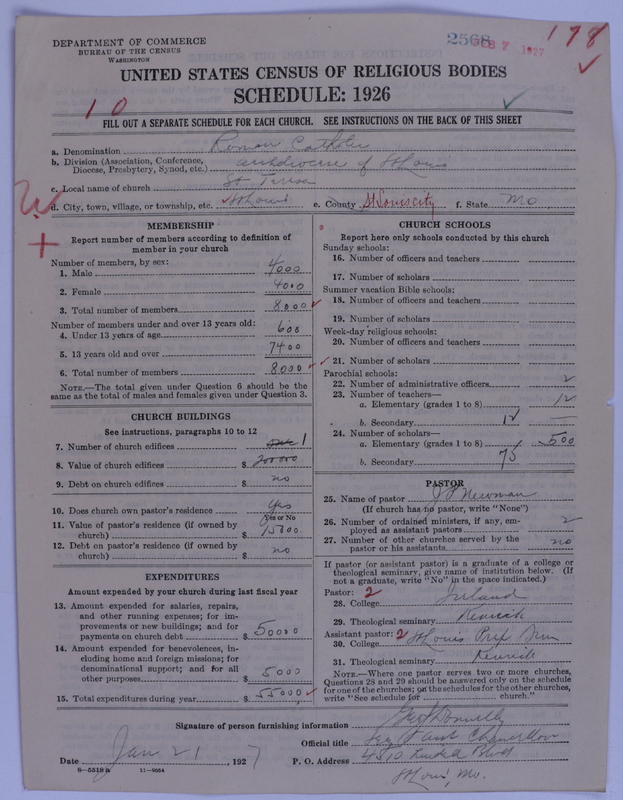 DEPARTMENT OF COMMERCE
BUREAU OF THE CENSUS
WASHINGTON
2568
FEB 7 1927
178
UNITED STATES CENSUS OF RELIGIOUS BODIES
SCHEDULE: 1926
10
FILL OUT A SEPARATE SCHEDULE FOR EACH CHURCH. SEE INSTRUCTIONS ON THE BACK OF THIS SHEET
a. Denomination Roman Catholic
b. Division (Association, Conference, Diocese, Presbytery, Synod, etc.) archdiocese of St Louis
c. Local name of church St Teresa
d. City, town, village, or township, etc. St Louis e. County St Louis city f. State Mo
MEMBERSHIP
Report number of members according to definition of member in your church
Number of members, by sex:
1. Male 4000
2. Female 4000
3. Total number of members 8000
Number of members under and over 13 years old:
4. Under 13 years of age 600
5. 13 years old and over 7400
6. Total number of members 8000
NOTE.—The total given under Question 6 should be the same as the total of males and females given under Question 3.
CHURCH BUILDINGS
See instructions, paragraphs 10 to 12
7. Number of church edifices 1
8. Value of church edifices $ 200000
9. Debt on church edifices $ no
10. Does church own pastor's residence yes
Yes or No
11. Value of pastor's residence (if owned by church) $ 15000
12. Debt on pastor's residence (if owned by church) $ no
EXPENDITURES
Amount expended by your church during last fiscal year
13. Amount expended for salaries, repairs, and other running expenses; for improvements or new buildings; and for payments on church debt $ 50000
14. Amount expended for benevolences, including home and foreign missions; for denominational support; and for all other purposes $ 5000
15. Total expenditures during year $ 55000
CHURCH SCHOOLS
Report here only schools conducted by this church
Sunday schools:
16. Number of officers and teachers
17. Number of scholars
Summer vacation Bible schools:
18. Number of officers and teachers
19. Number of scholars
Week-day religious schools:
20. Number of officers and teachers
21. Number of scholars
Parochial schools:
22. Number of administrative officers 2
23. Number of teachers—
a. Elementary (grades 1 to 8) 12
b. Secondary 12
24. Number of scholars—
a. Elementary (grades 1 to 8) 500
b. Secondary 75
PASTOR
25. Name of pastor Newman
(If church has no pastor, write "None")
26. Number of ordained ministers, if any, employed as assistant pastors 2
27. Number of other churches served by the pastor or his assistants no
If pastor (or assistant pastor) is a graduate of a college or theological seminary, give name of institution below. (If not a graduate, write "No" in the space indicated.)
Pastor: 2
28. College Irland
29. Theological seminary Kenrick
Assistant pastor: 2
30. College St Louis Prep Sem
31. Theological seminary Kenrick
NOTE.—Where one pastor serves two or more churches, Questions 28 and 29 should be answered only on the schedule for one of the churches; on the schedules for the other churches, write "See schedule for church."
Signature of person furnishing information
Official title
Date Jan 21, 1927 P. O. Address 4510 Blvd
St Louis, Mo.
8—5518 a 11—9054